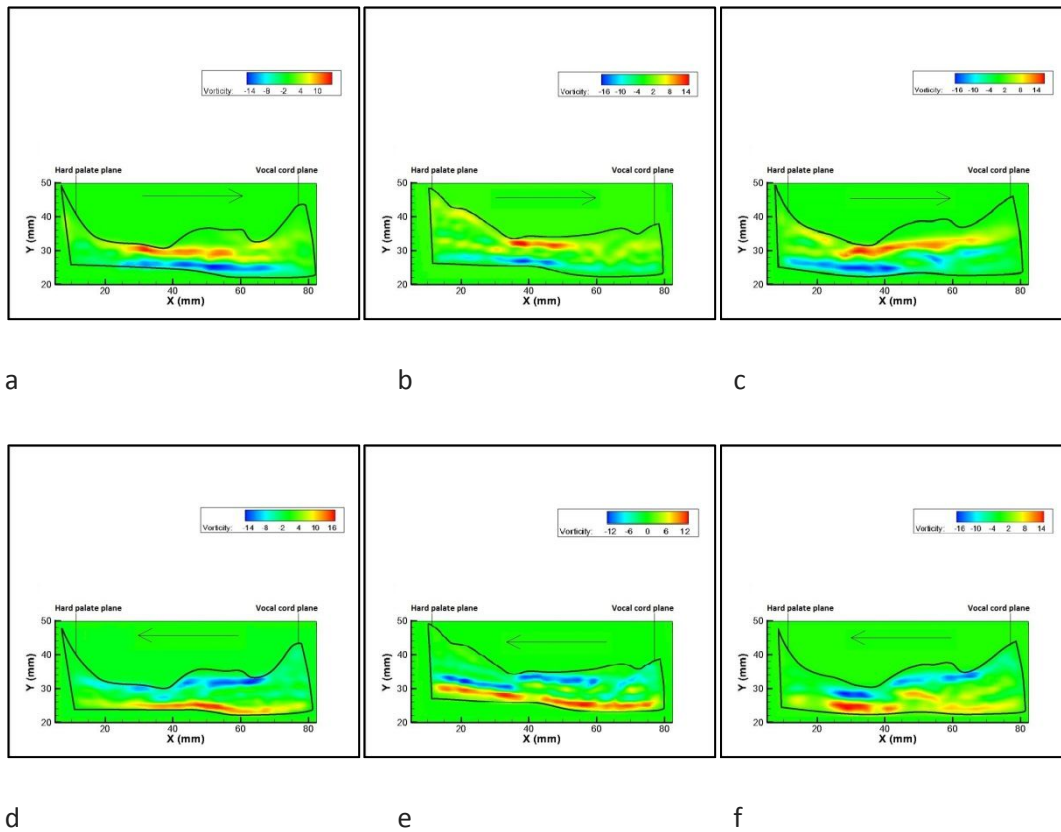 Vorticity: -14 -8 -2 4 10
Hard palate plane Vocal cord plane
50
40
30
20
Y (mm)
20 40 60 80
X (mm)
Vorticity: -16 -10 -4 2 8 14
Hard palate plane Vocal cord plane
50
40
30
20
Y (mm)
20 40 60 80
X (mm)
Vorticity: -16 -10 -4 2 8 14
Hard palate plane Vocal cord plane
50
40
30
20
Y (mm)
20 40 60 80
X (mm)
a b c
Vorticity: -14 -8 -2 4 10 16
Hard palate plane Vocal cord plane
50
40
30
20
Y (mm)
20 40 60 80
X (mm)
Vorticity: -12 -6 0 6 12
Hard palate plane Vocal cord plane
50
40
30
20
Y (mm)
20 40 60 80
X (mm)
Vorticity: -16 -10 -4 2 8 14
Hard palate plane Vocal cord plane
50
40
30
20
Y (mm)
20 40 60 80
X (mm)
d e f